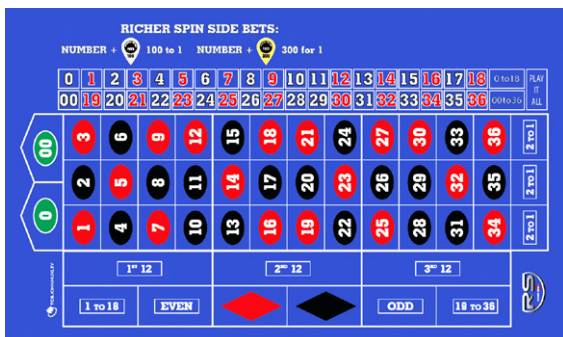 RICHER SPIN SIDE BETS:
NUMBER + 100 to 1 NUMBER + 300 for 1
0 1 2 3 4 5 6 7 8 9 10 11 12 13 14 15 16 17 18 0 to 18 PLAY IT ALL
00 19 20 21 22 23 24 25 26 27 28 29 30 31 32 33 34 35 36 00 to 36
00 3 6 9 12 15 18 21 24 27 30 33 36 2 TO 1
2 5 8 11 14 17 20 23 26 29 32 35 2 TO 1
0 1 4 7 10 13 16 19 22 25 28 31 34 2 TO 1
1ST 12 2ND 12 3RD 12
1 TO 18 EVEN ODD 19 TO 36
RS